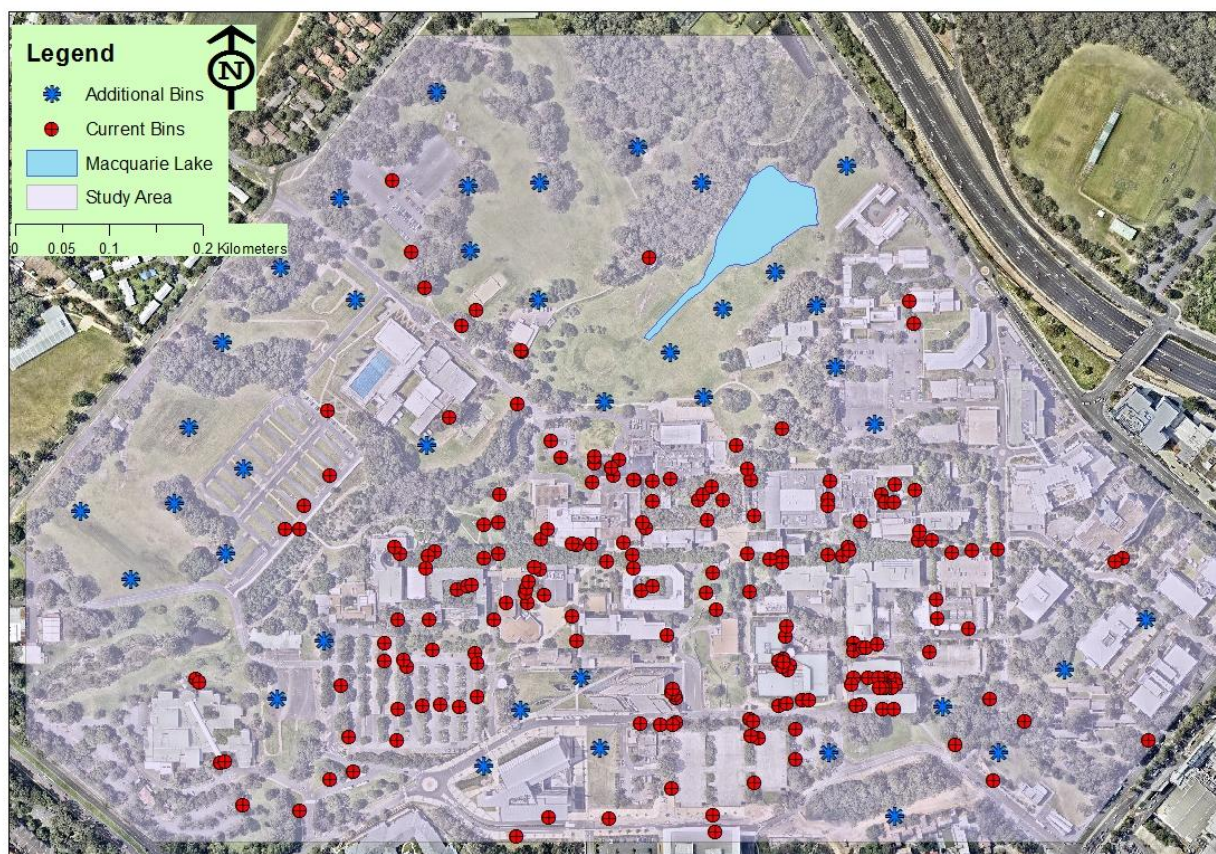 Legend
N
Additional Bins
Current Bins
Macquarie Lake
Study Area
0 0.05 0.1 0.2 Kilometers